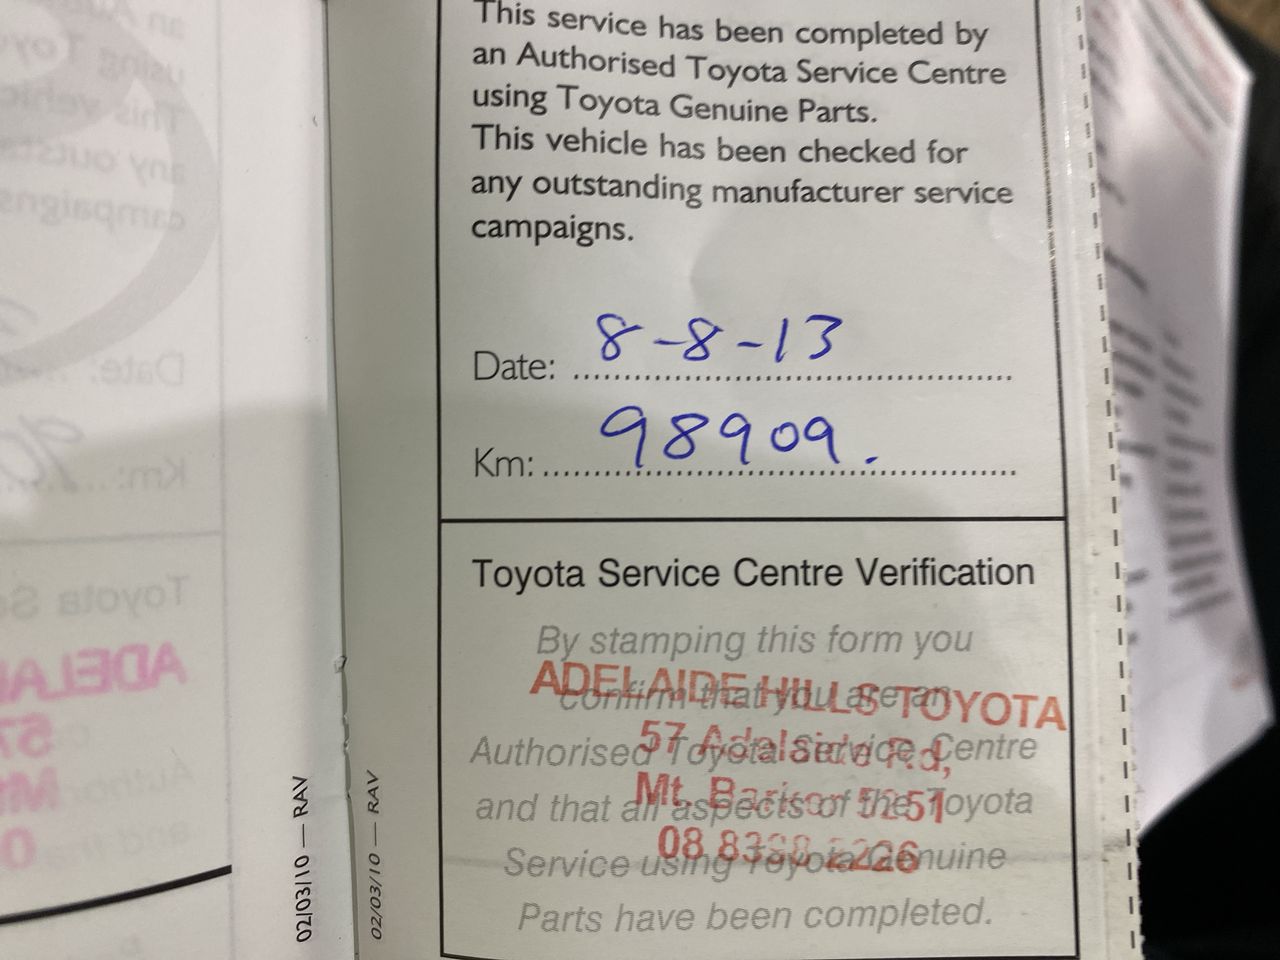 This service has been completed by
an Authorised Toyota Service Centre
using Toyota Genuine Parts.
This vehicle has been checked for
any outstanding manufacturer service
campaigns.
Date: 8-8-13
Km: 98909.
Toyota Service Centre Verification
By stamping this form you
confirm that you are an
Authorised Toyota Service Centre
and that all aspects of the Toyota
Service using Toyota Genuine
Parts have been completed.
ADELAIDE HILLS TOYOTA
57 Adelaide Rd,
Mt. Barker 5251
08 83
02/03/10 — RAV
02/03/10 — RAV